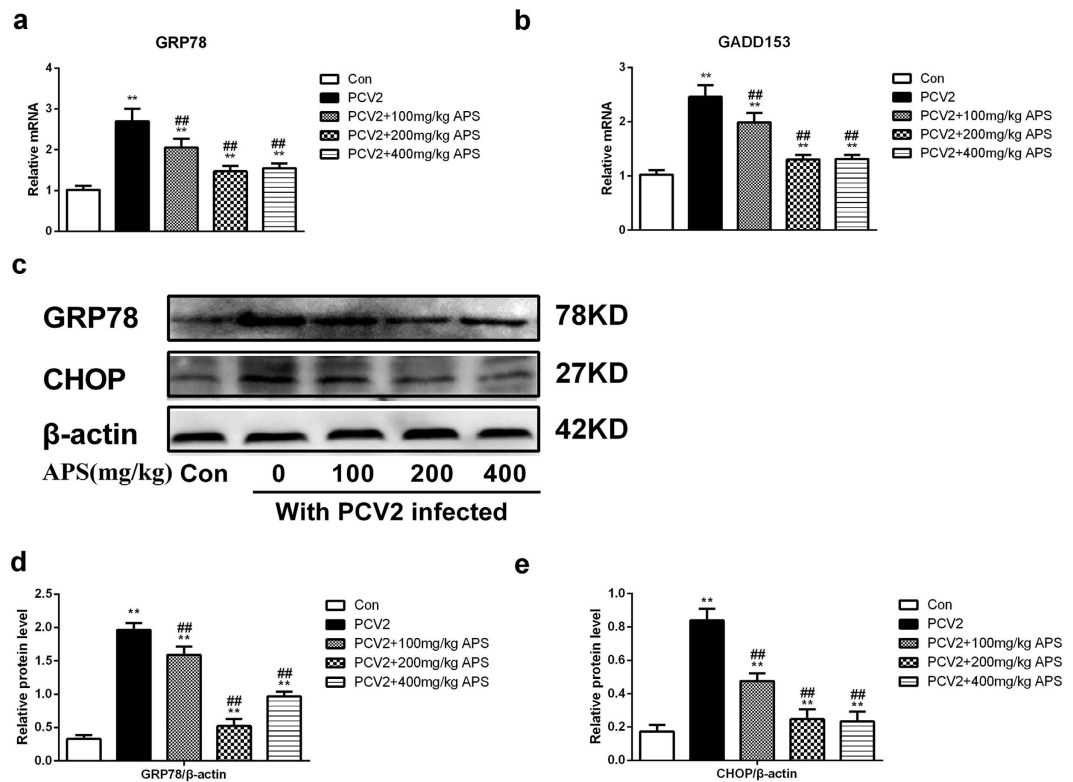 a
GRP78
Relative mRNA
4
3
2
1
0
**
##
**
##
**
##
**
Con
PCV2
PCV2+100mg/kg APS
PCV2+200mg/kg APS
PCV2+400mg/kg APS
b
GADD153
Relative mRNA
3
2
1
0
**
##
**
##
**
##
**
Con
PCV2
PCV2+100mg/kg APS
PCV2+200mg/kg APS
PCV2+400mg/kg APS
c
GRP78 78KD
CHOP 27KD
β-actin 42KD
APS(mg/kg) Con 0 100 200 400
With PCV2 infected
d
Relative protein level
2.5
2.0
1.5
1.0
0.5
0.0
**
##
**
##
**
##
**
GRP78/β-actin
Con
PCV2
PCV2+100mg/kg APS
PCV2+200mg/kg APS
PCV2+400mg/kg APS
e
Relative protein level
1.0
0.8
0.6
0.4
0.2
0.0
**
##
**
##
**
##
**
CHOP/β-actin
Con
PCV2
PCV2+100mg/kg APS
PCV2+200mg/kg APS
PCV2+400mg/kg APS